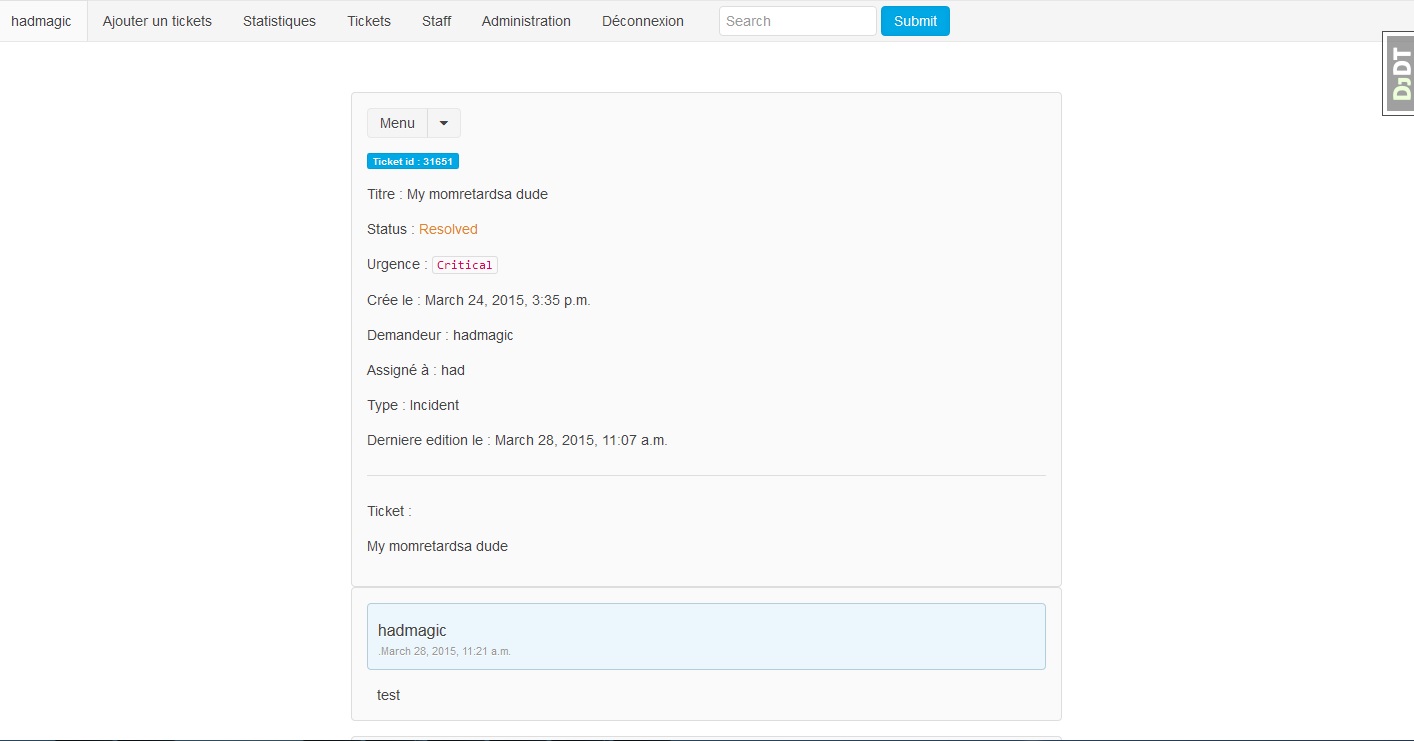 hadmagic Ajouter un tickets Statistiques Tickets Staff Administration Déconnexion Search Submit
DJDT
Menu
Ticket id : 31651
Titre : My momretardsa dude
Status : Resolved
Urgence : Critical
Crée le : March 24, 2015, 3:35 p.m.
Demandeur : hadmagic
Assigné à : had
Type : Incident
Derniere edition le : March 28, 2015, 11:07 a.m.
Ticket :
My momretardsa dude
hadmagic
.March 28, 2015, 11:21 a.m.
test